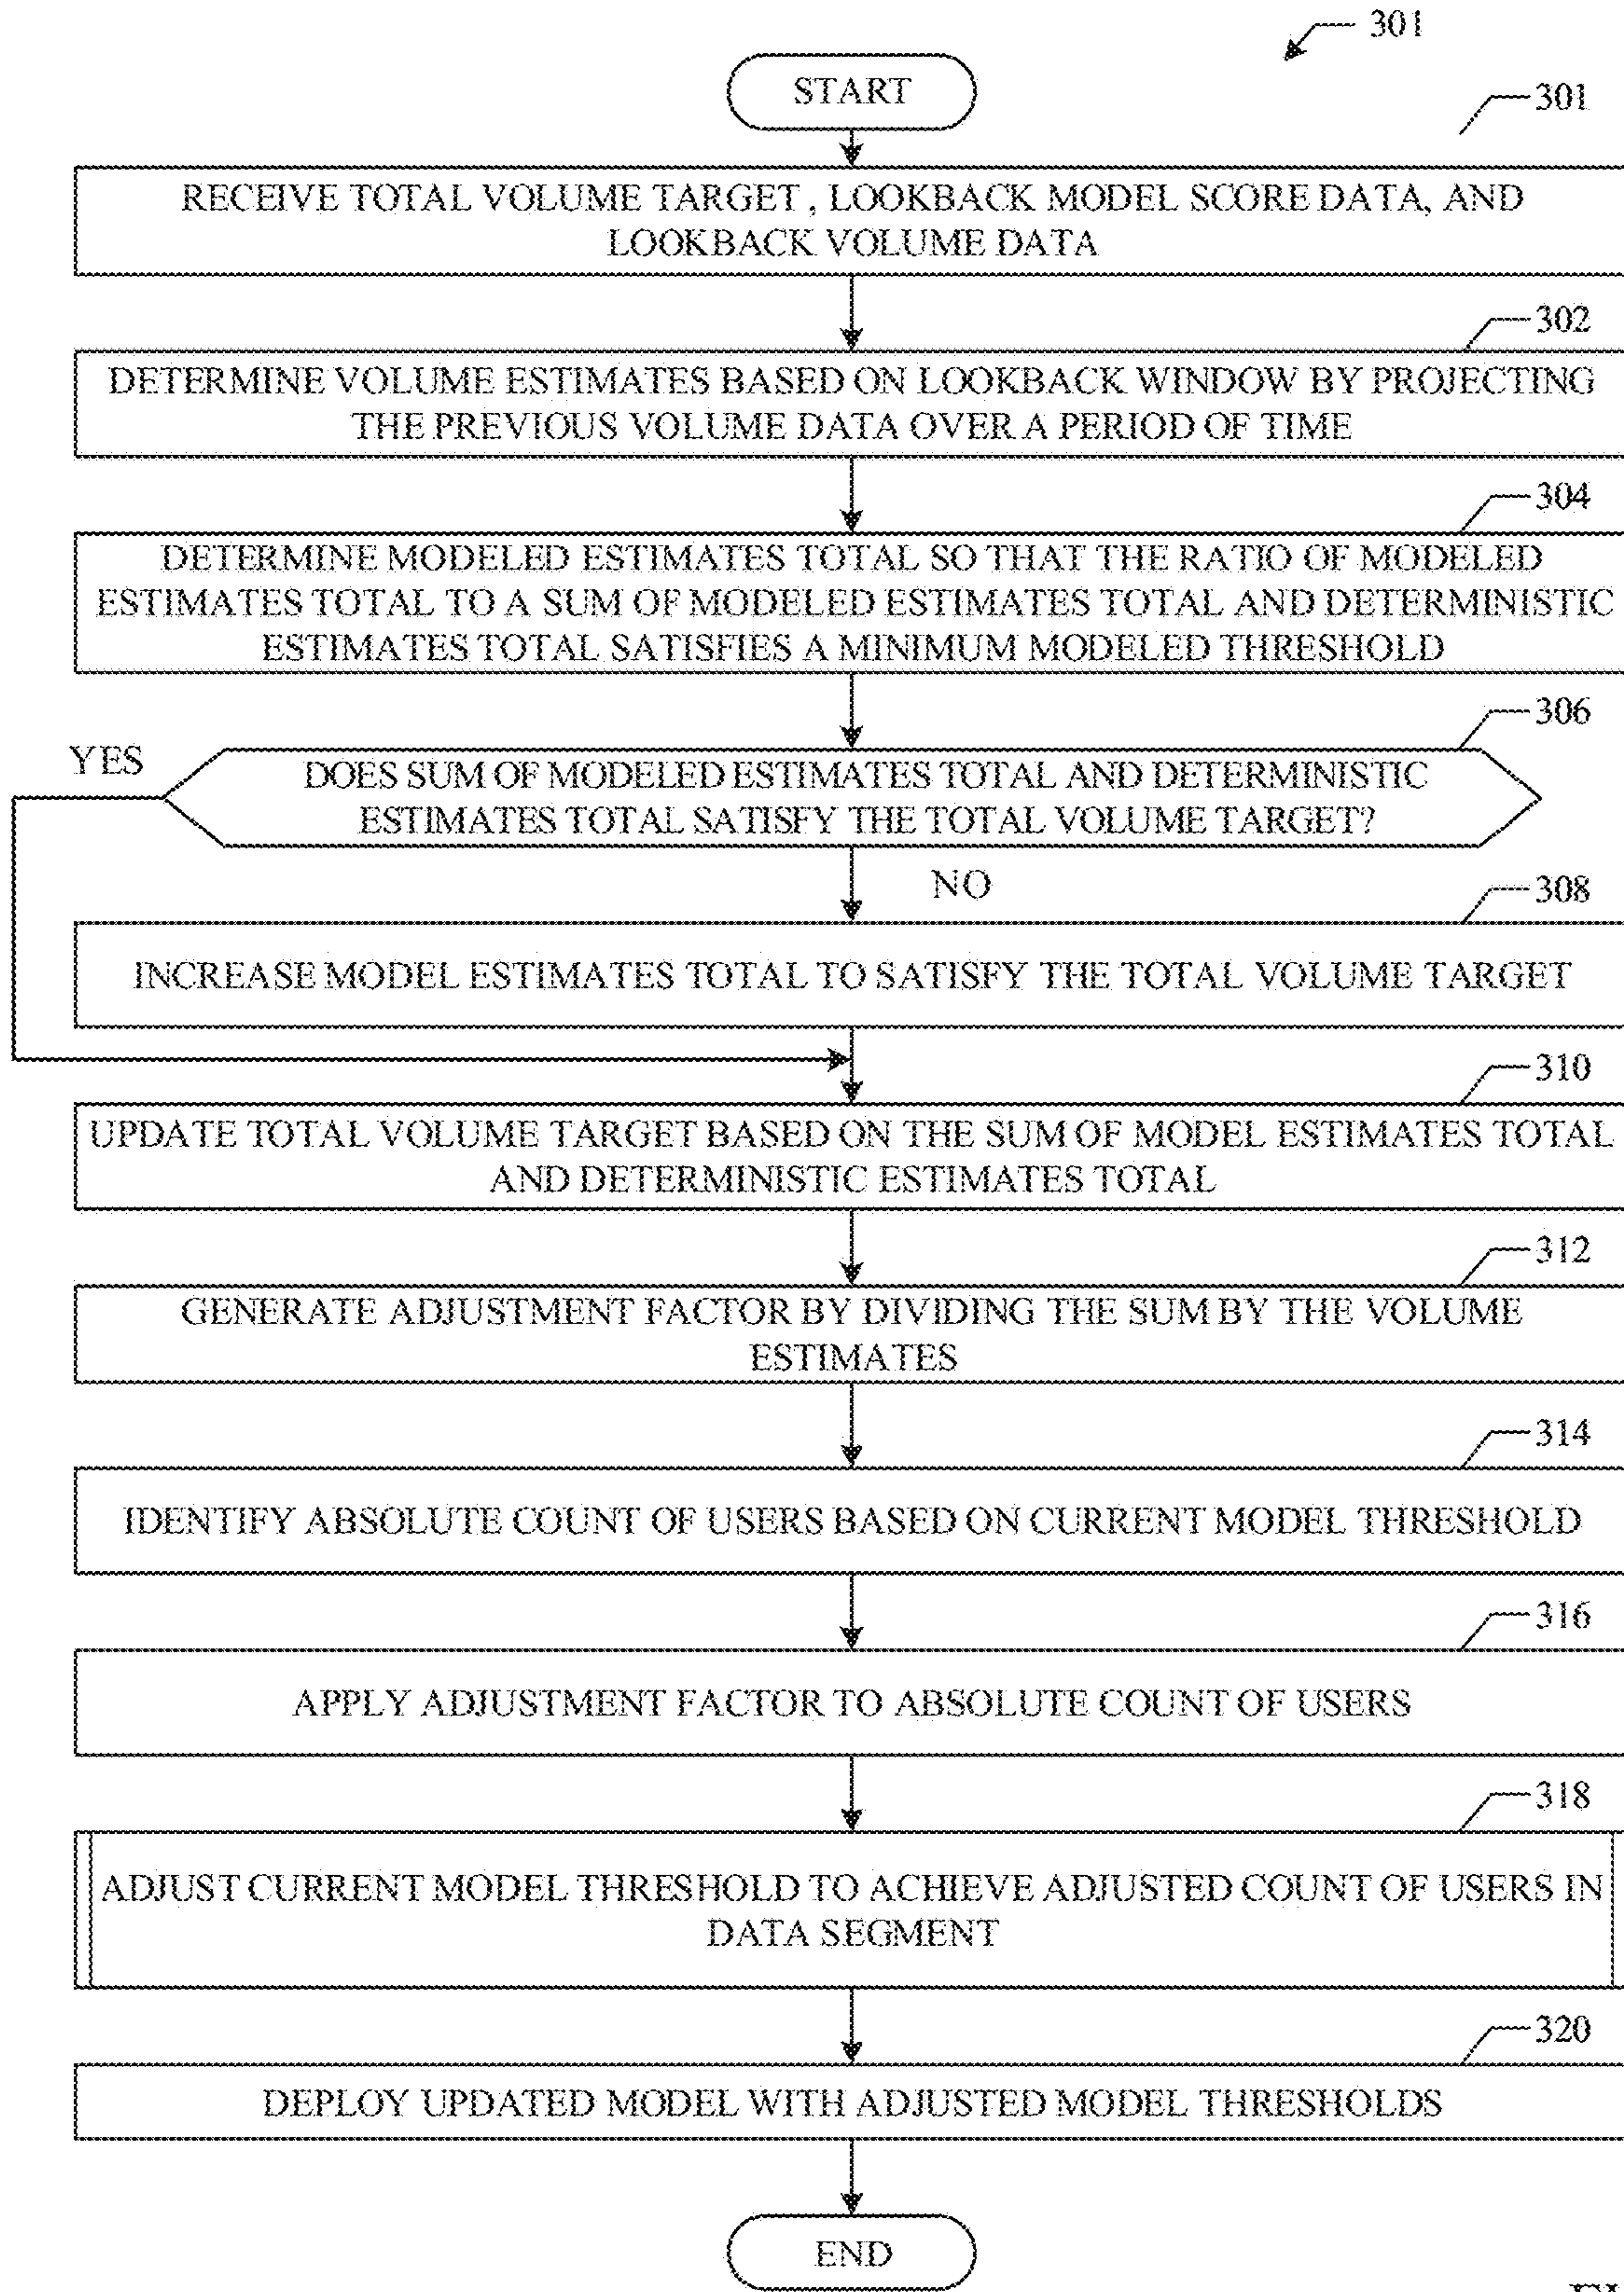 301
START
301
RECEIVE TOTAL VOLUME TARGET , LOOKBACK MODEL SCORE DATA, AND
LOOKBACK VOLUME DATA
302
DETERMINE VOLUME ESTIMATES BASED ON LOOKBACK WINDOW BY PROJECTING
THE PREVIOUS VOLUME DATA OVER A PERIOD OF TIME
304
DETERMINE MODELED ESTIMATES TOTAL SO THAT THE RATIO OF MODELED
ESTIMATES TOTAL TO A SUM OF MODELED ESTIMATES TOTAL AND DETERMINISTIC
ESTIMATES TOTAL SATISFIES A MINIMUM MODELED THRESHOLD
306
YES
DOES SUM OF MODELED ESTIMATES TOTAL AND DETERMINISTIC
ESTIMATES TOTAL SATISFY THE TOTAL VOLUME TARGET?
NO
308
INCREASE MODEL ESTIMATES TOTAL TO SATISFY THE TOTAL VOLUME TARGET
310
UPDATE TOTAL VOLUME TARGET BASED ON THE SUM OF MODEL ESTIMATES TOTAL
AND DETERMINISTIC ESTIMATES TOTAL
312
GENERATE ADJUSTMENT FACTOR BY DIVIDING THE SUM BY THE VOLUME
ESTIMATES
314
IDENTIFY ABSOLUTE COUNT OF USERS BASED ON CURRENT MODEL THRESHOLD
316
APPLY ADJUSTMENT FACTOR TO ABSOLUTE COUNT OF USERS
318
ADJUST CURRENT MODEL THRESHOLD TO ACHIEVE ADJUSTED COUNT OF USERS IN
DATA SEGMENT
320
DEPLOY UPDATED MODEL WITH ADJUSTED MODEL THRESHOLDS
END